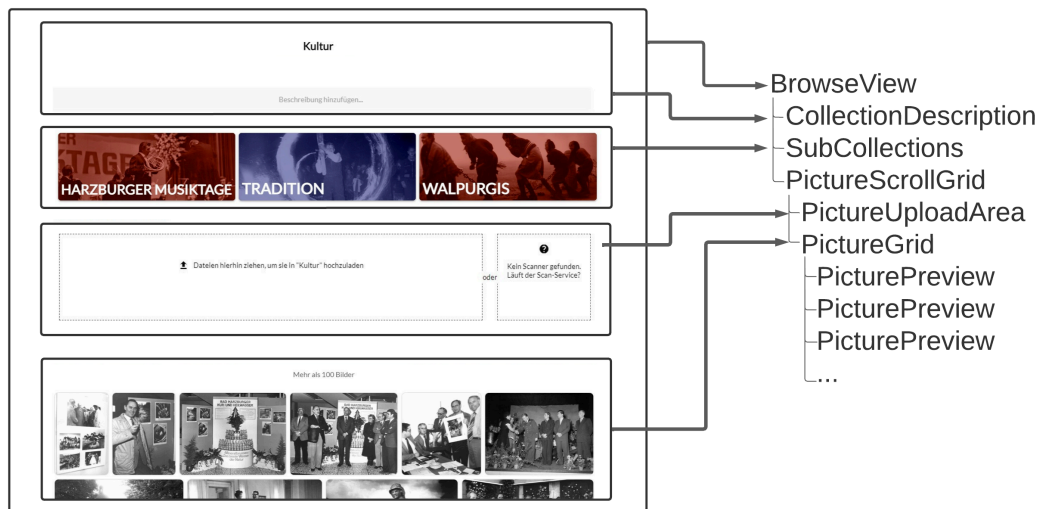 Kultur
Beschreibung hinzufügen...
HARZBURGER MUSIKTAGE
TRADITION
WALPURGIS
Dateien hierhin ziehen, um sie in "Kultur" hochzuladen
oder
Kein Scanner gefunden.
Läuft der Scan-Service?
Mehr als 100 Bilder
BrowseView
CollectionDescription
SubCollections
PictureScrollGrid
PictureUploadArea
PictureGrid
PicturePreview
PicturePreview
PicturePreview
...